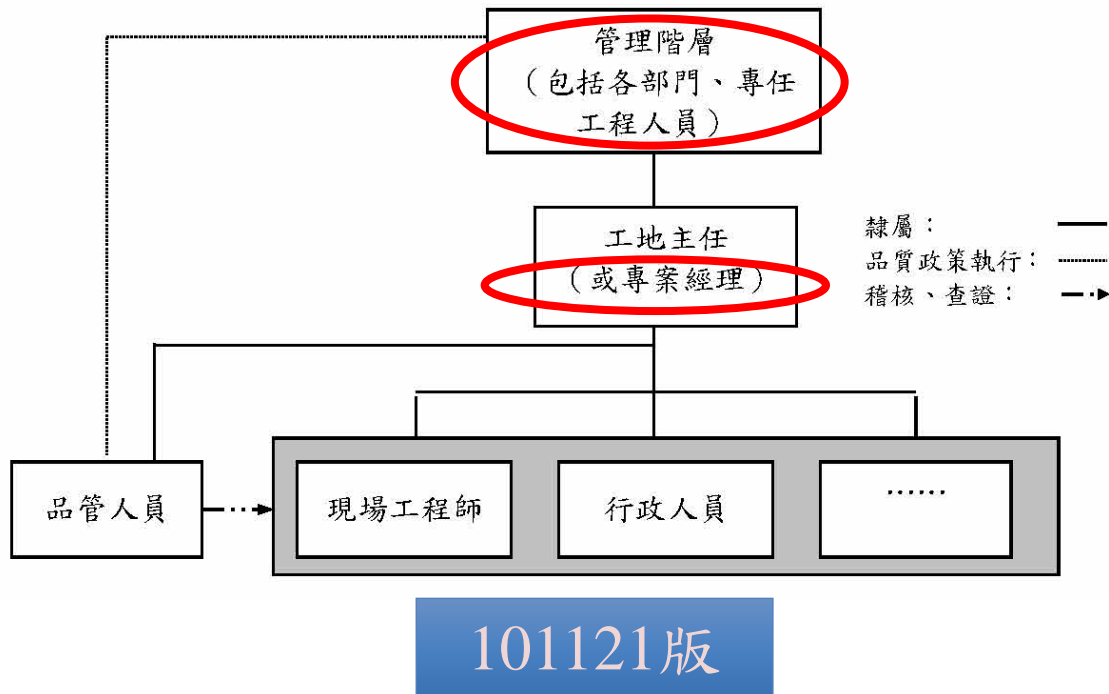 管理階層
（包括各部門、專任
工程人員）
工地主任
（或專案經理）
隸屬：
品質政策執行：
稽核、查證：
品管人員
現場工程師
行政人員
……
101121版